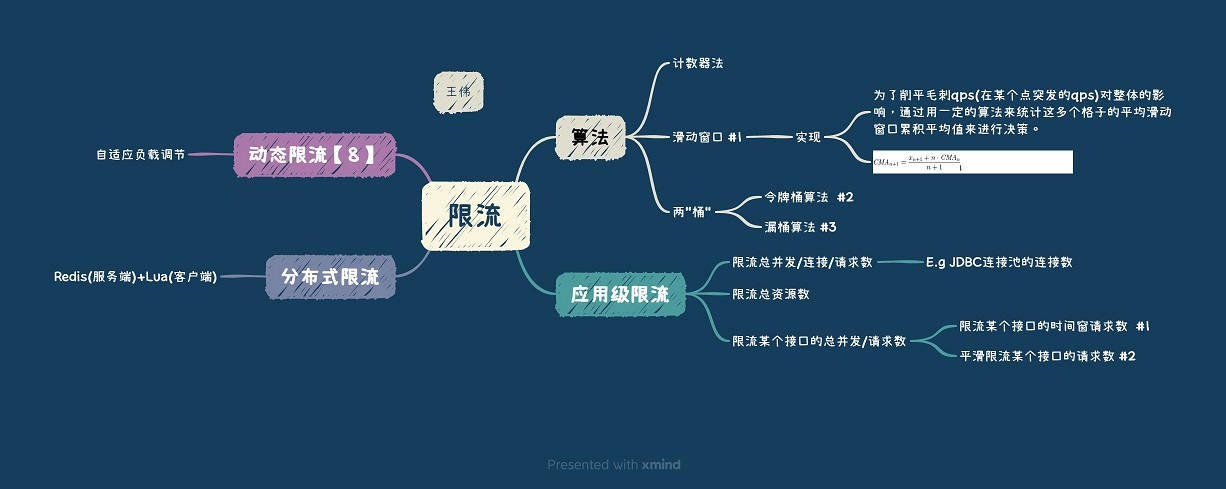 王伟
限流
算法
计数器法
滑动窗口 #1
实现
为了削平毛刺qps(在某个点突发的qps)对整体的影
响，通过用一定的算法来统计这多个格子的平均滑动
窗口累积平均值来进行决策。
CMA_{n+1} = \frac{x_{n+1} + n · CMA_n}{n + 1}
两"桶"
令牌桶算法 #2
漏桶算法 #3
应用级限流
限流总并发/连接/请求数
E.g JDBC连接池的连接数
限流总资源数
限流某个接口的总并发/请求数
限流某个接口的时间窗请求数 #1
平滑限流某个接口的请求数 #2
动态限流【8】
自适应负载调节
分布式限流
Redis(服务端)+Lua(客户端)
Presented with xmind